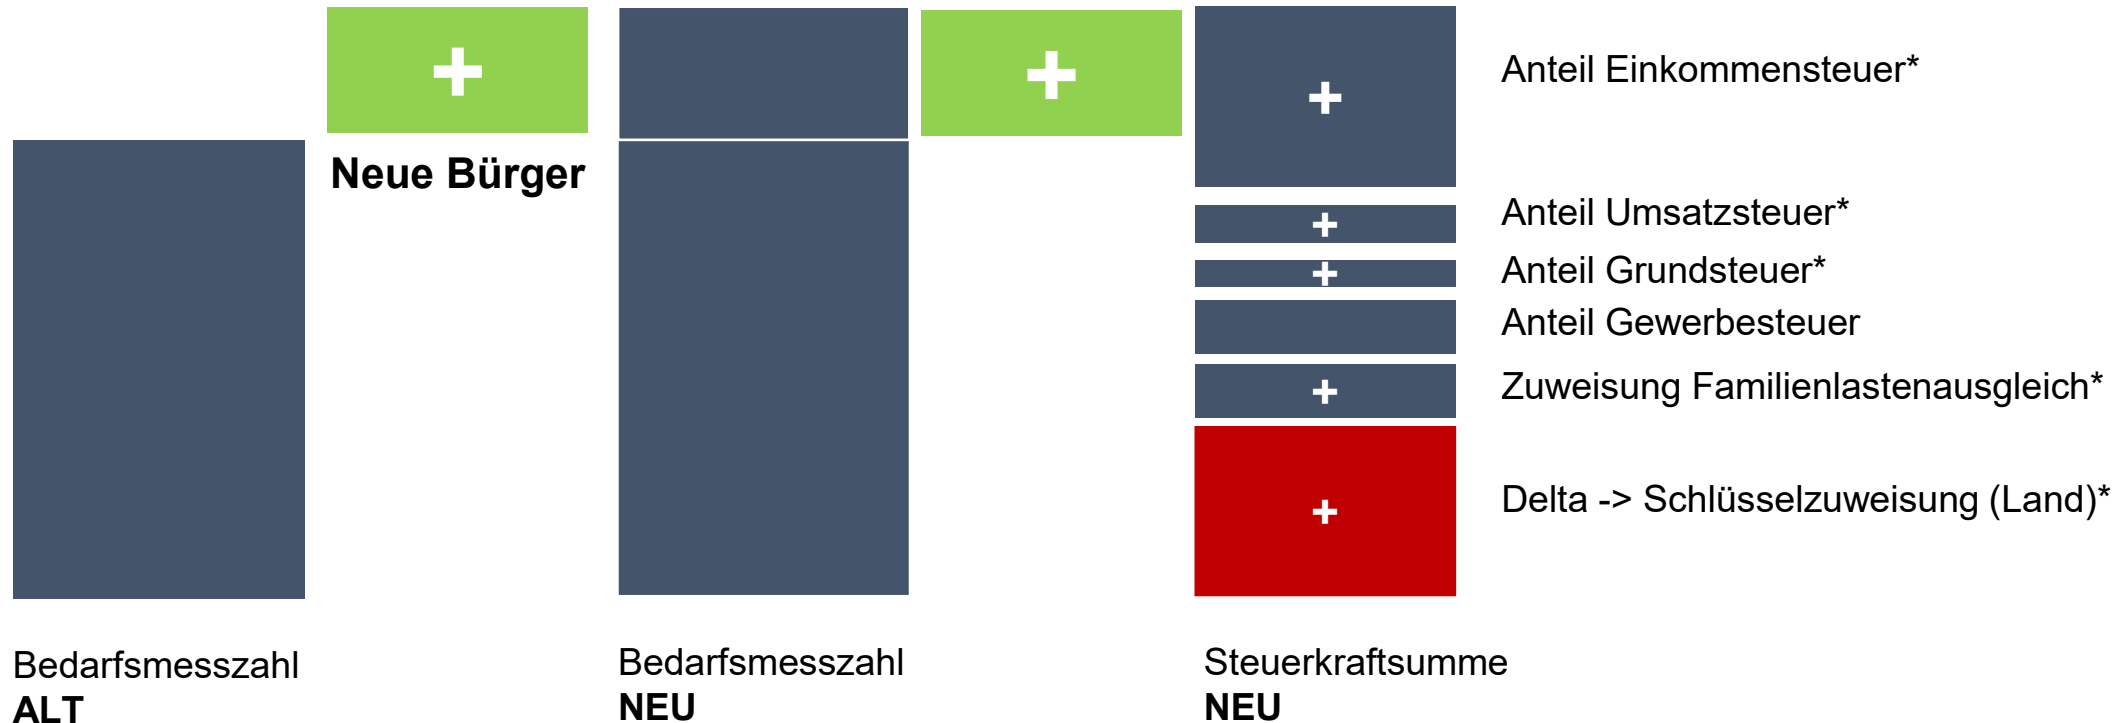 Neue Bürger
Anteil Einkommensteuer*
Anteil Umsatzsteuer*
Anteil Grundsteuer*
Anteil Gewerbesteuer
Zuweisung Familienlastenausgleich*
Delta -> Schlüsselzuweisung (Land)*
Bedarfsmesszahl
ALT
Bedarfsmesszahl
NEU
Steuerkraftsumme
NEU